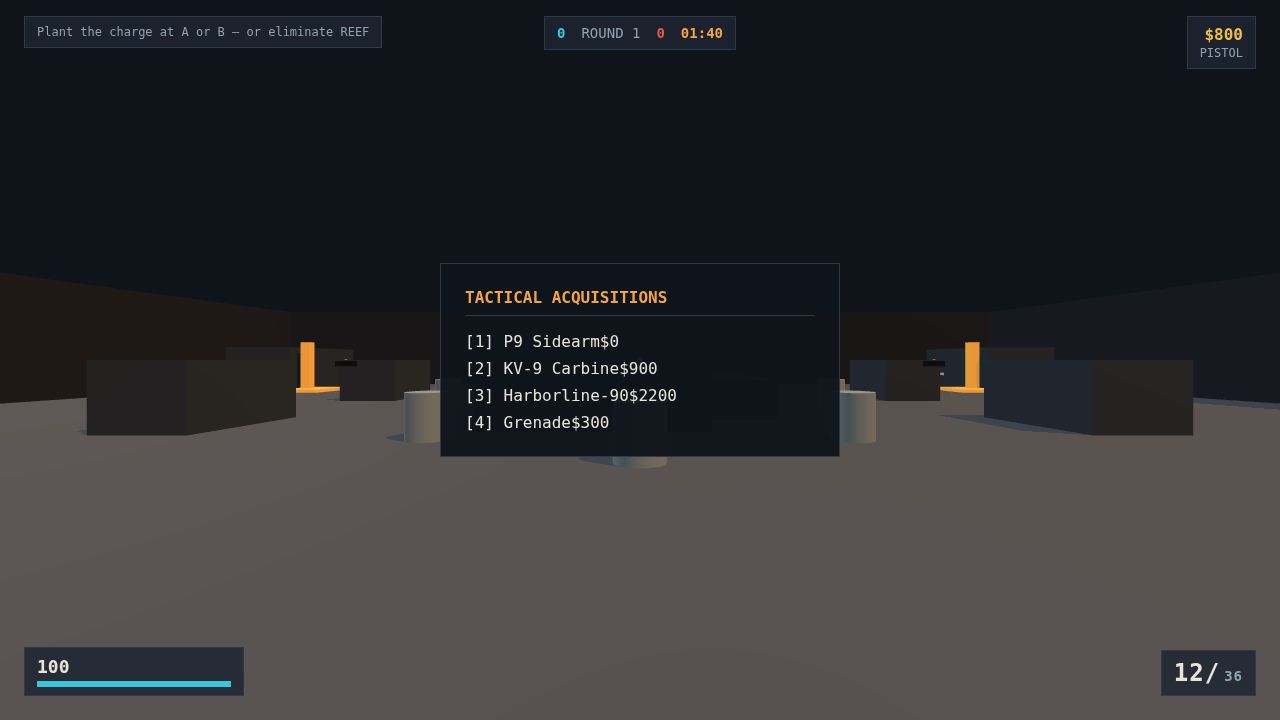 Plant the charge at A or B — or eliminate REEF
0 ROUND 1 0 01:40
$800
PISTOL
TACTICAL ACQUISITIONS
[1] P9 Sidearm$0
[2] KV-9 Carbine$900
[3] Harborline-90$2200
[4] Grenade$300
100
12/ 36